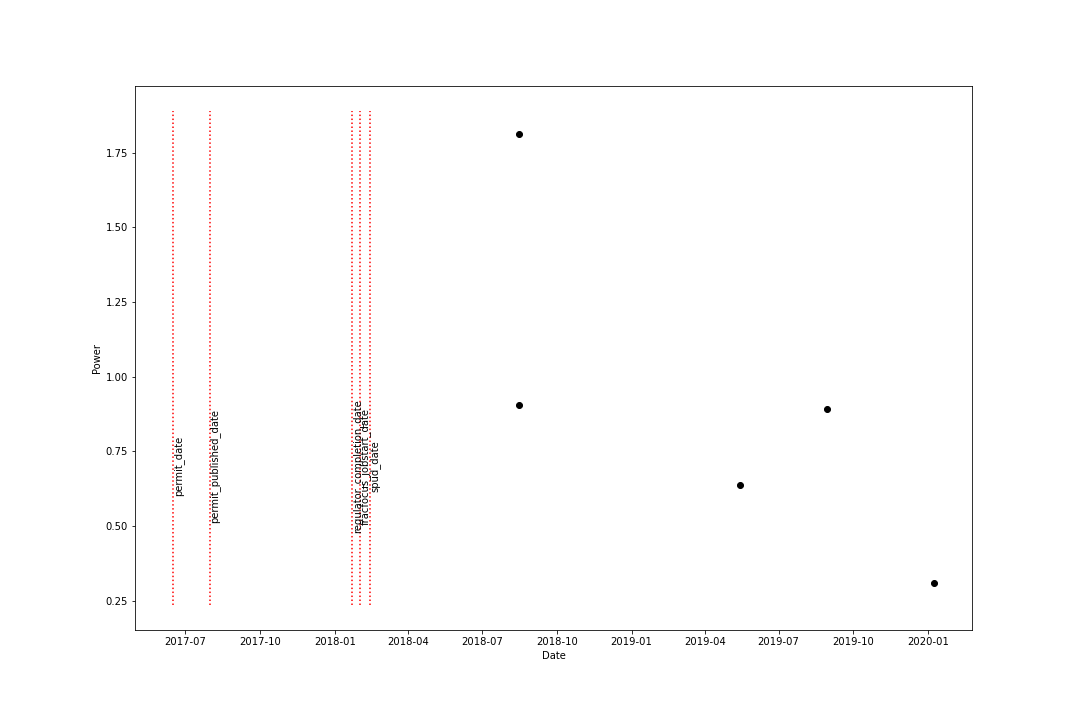 1.75
1.50
1.25
1.00
0.75
0.50
0.25
Power
permit_date
permit_published_date
regulator_completion_date
fracfocus_jobstart_date
spud_date
2017-07
2017-10
2018-01
2018-04
2018-07
2018-10
2019-01
2019-04
2019-07
2019-10
2020-01
Date